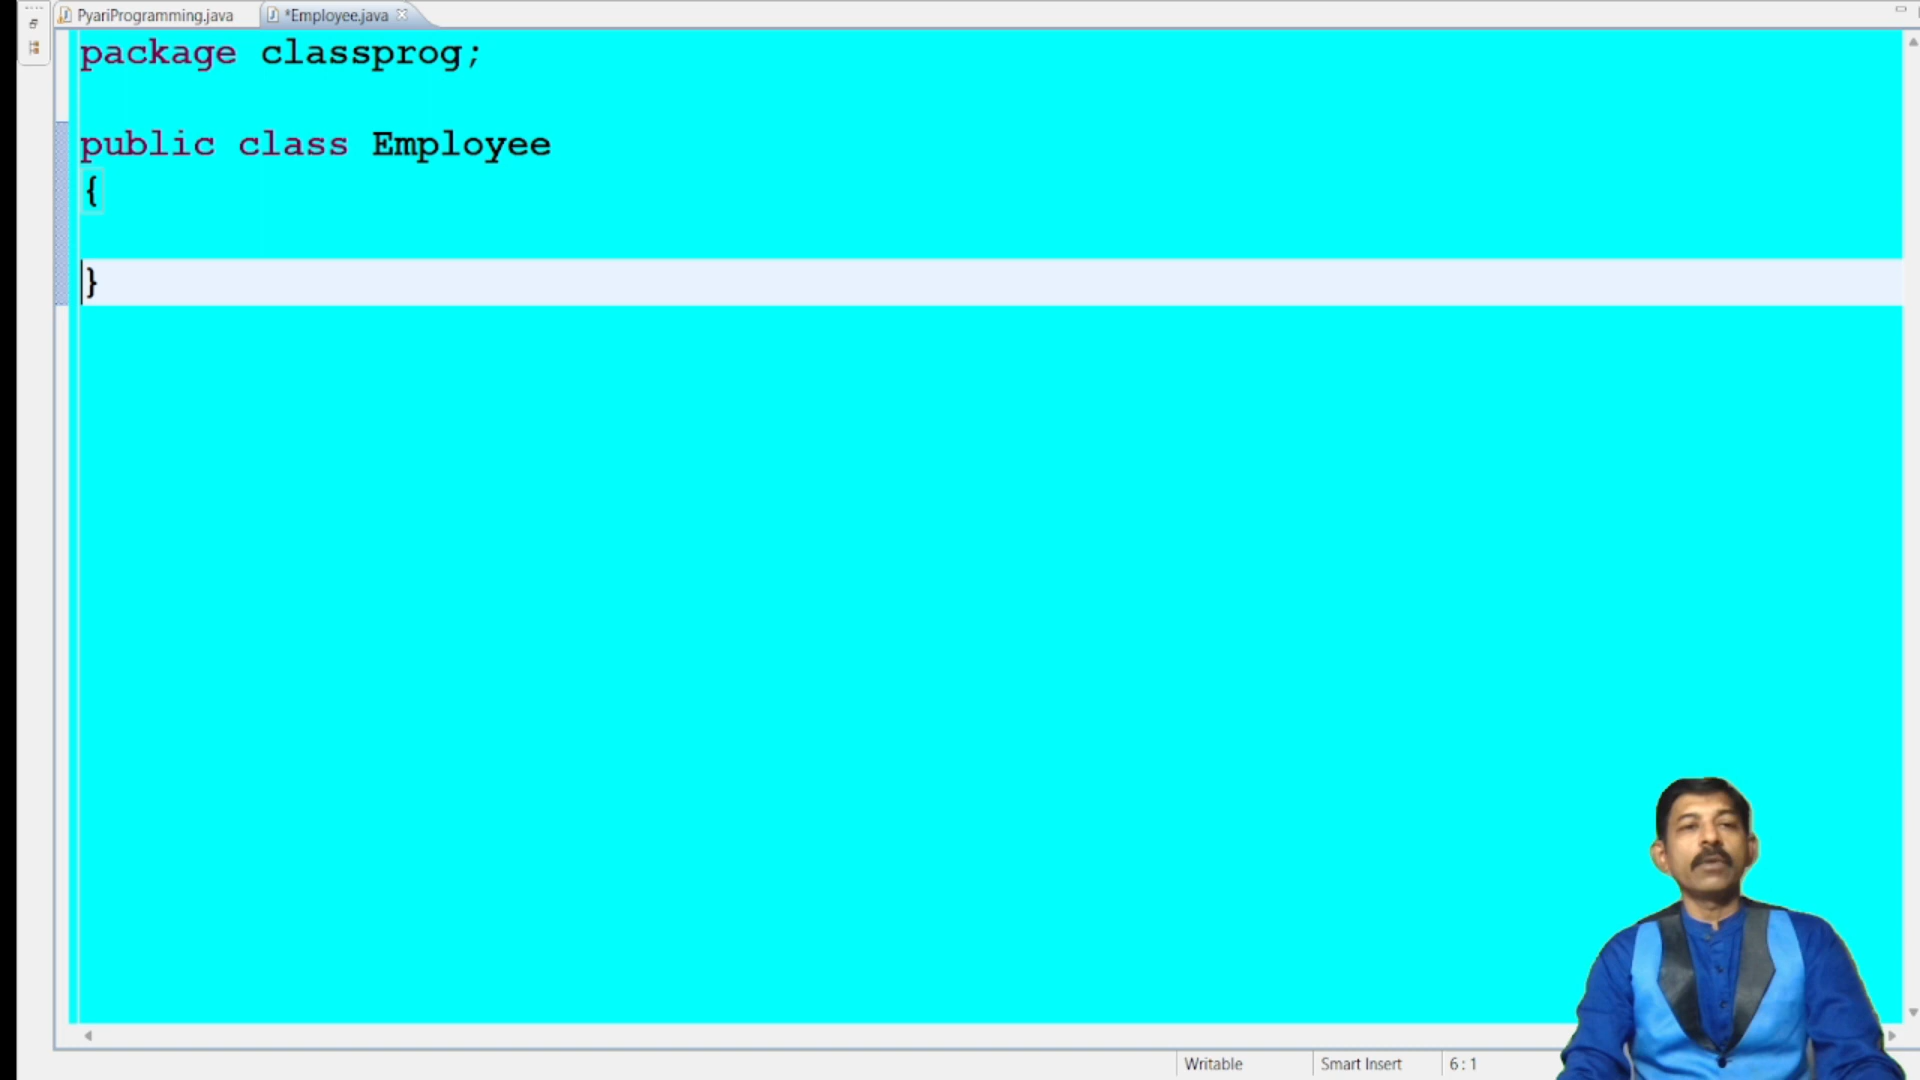 PyariProgramming.java
*Employee.java
package classprog;
public class Employee
{
}
Writable
Smart Insert
6 : 1